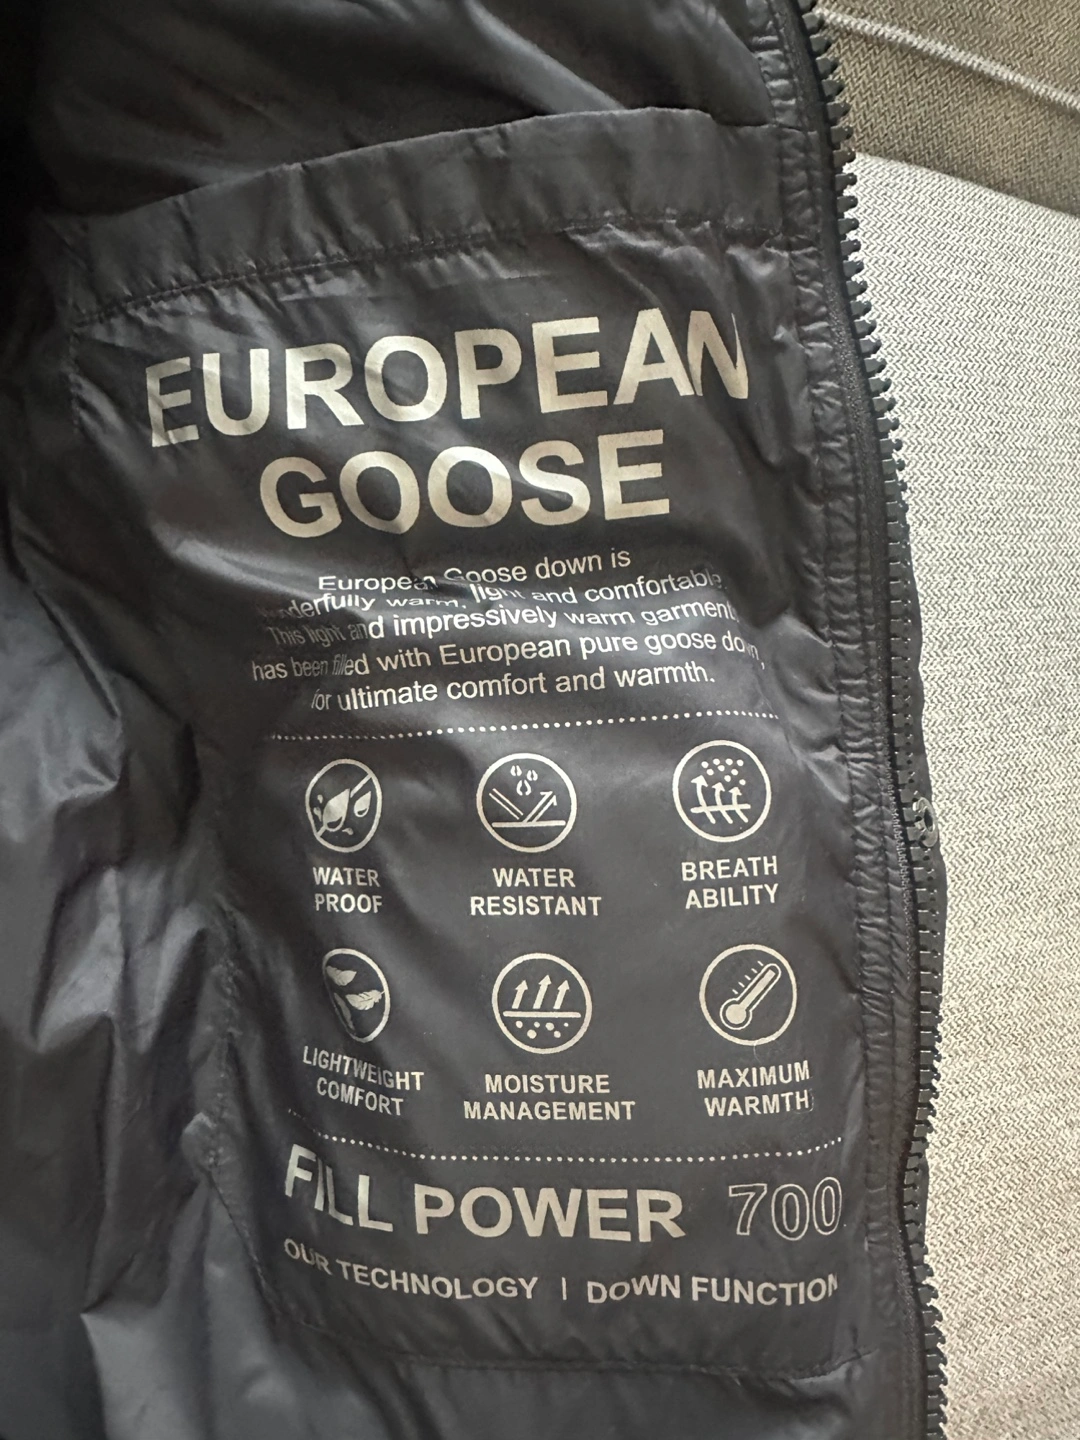 EUROPEAN
GOOSE
European Goose down is
wonderfully warm, light and comfortable.
This light and impressively warm garment
has been filled with European pure goose down,
for ultimate comfort and warmth.
WATER
PROOF
WATER
RESISTANT
BREATH
ABILITY
LIGHTWEIGHT
COMFORT
MOISTURE
MANAGEMENT
MAXIMUM
WARMTH
FILL POWER 700
OUR TECHNOLOGY | DOWN FUNCTION